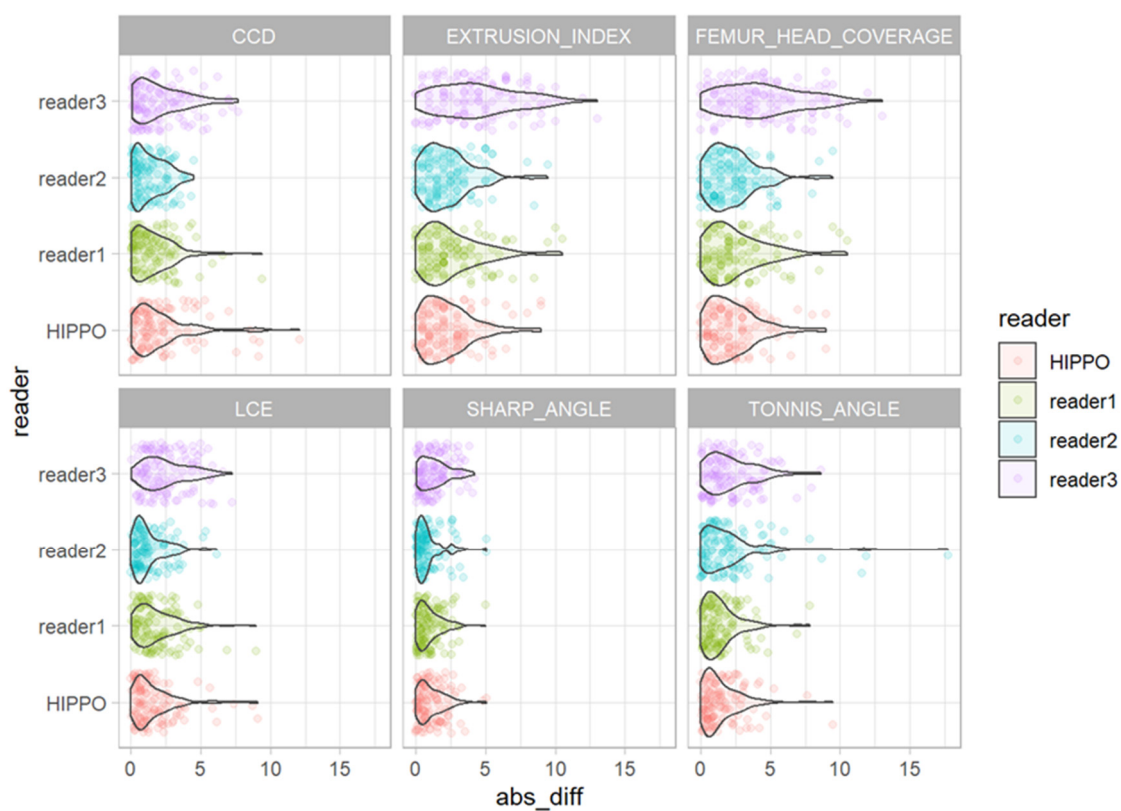 CCD EXTRUSION_INDEX FEMUR_HEAD_COVERAGE
reader3
reader2
reader1
HIPPO
reader
LCE SHARP_ANGLE TONNIS_ANGLE
reader3
reader2
reader1
HIPPO
0 5 10 15 0 5 10 15 0 5 10 15
abs_diff
reader
HIPPO
reader1
reader2
reader3